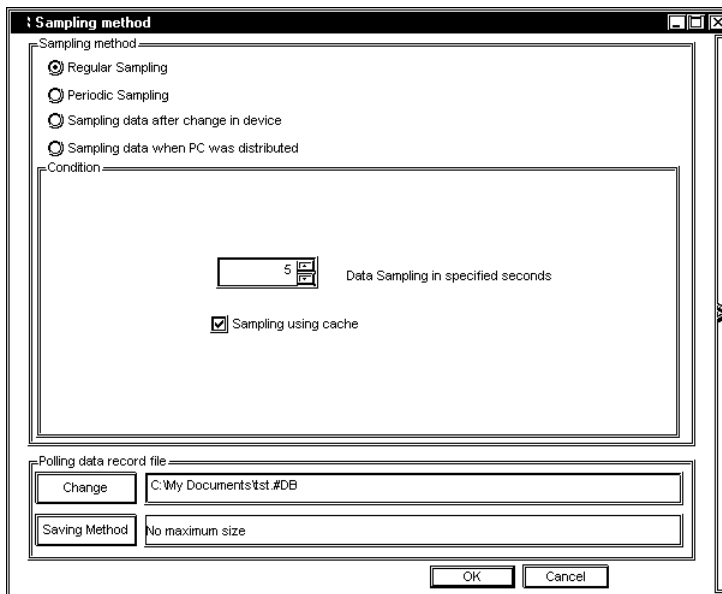 Sampling method
Sampling method
Regular Sampling
Periodic Sampling
Sampling data after change in device
Sampling data when PC was distributed
Condition
5 Data Sampling in specified seconds
Sampling using cache
Polling data record file
Change C:\My Documents\tst.#DB
Saving Method No maximum size
OK Cancel